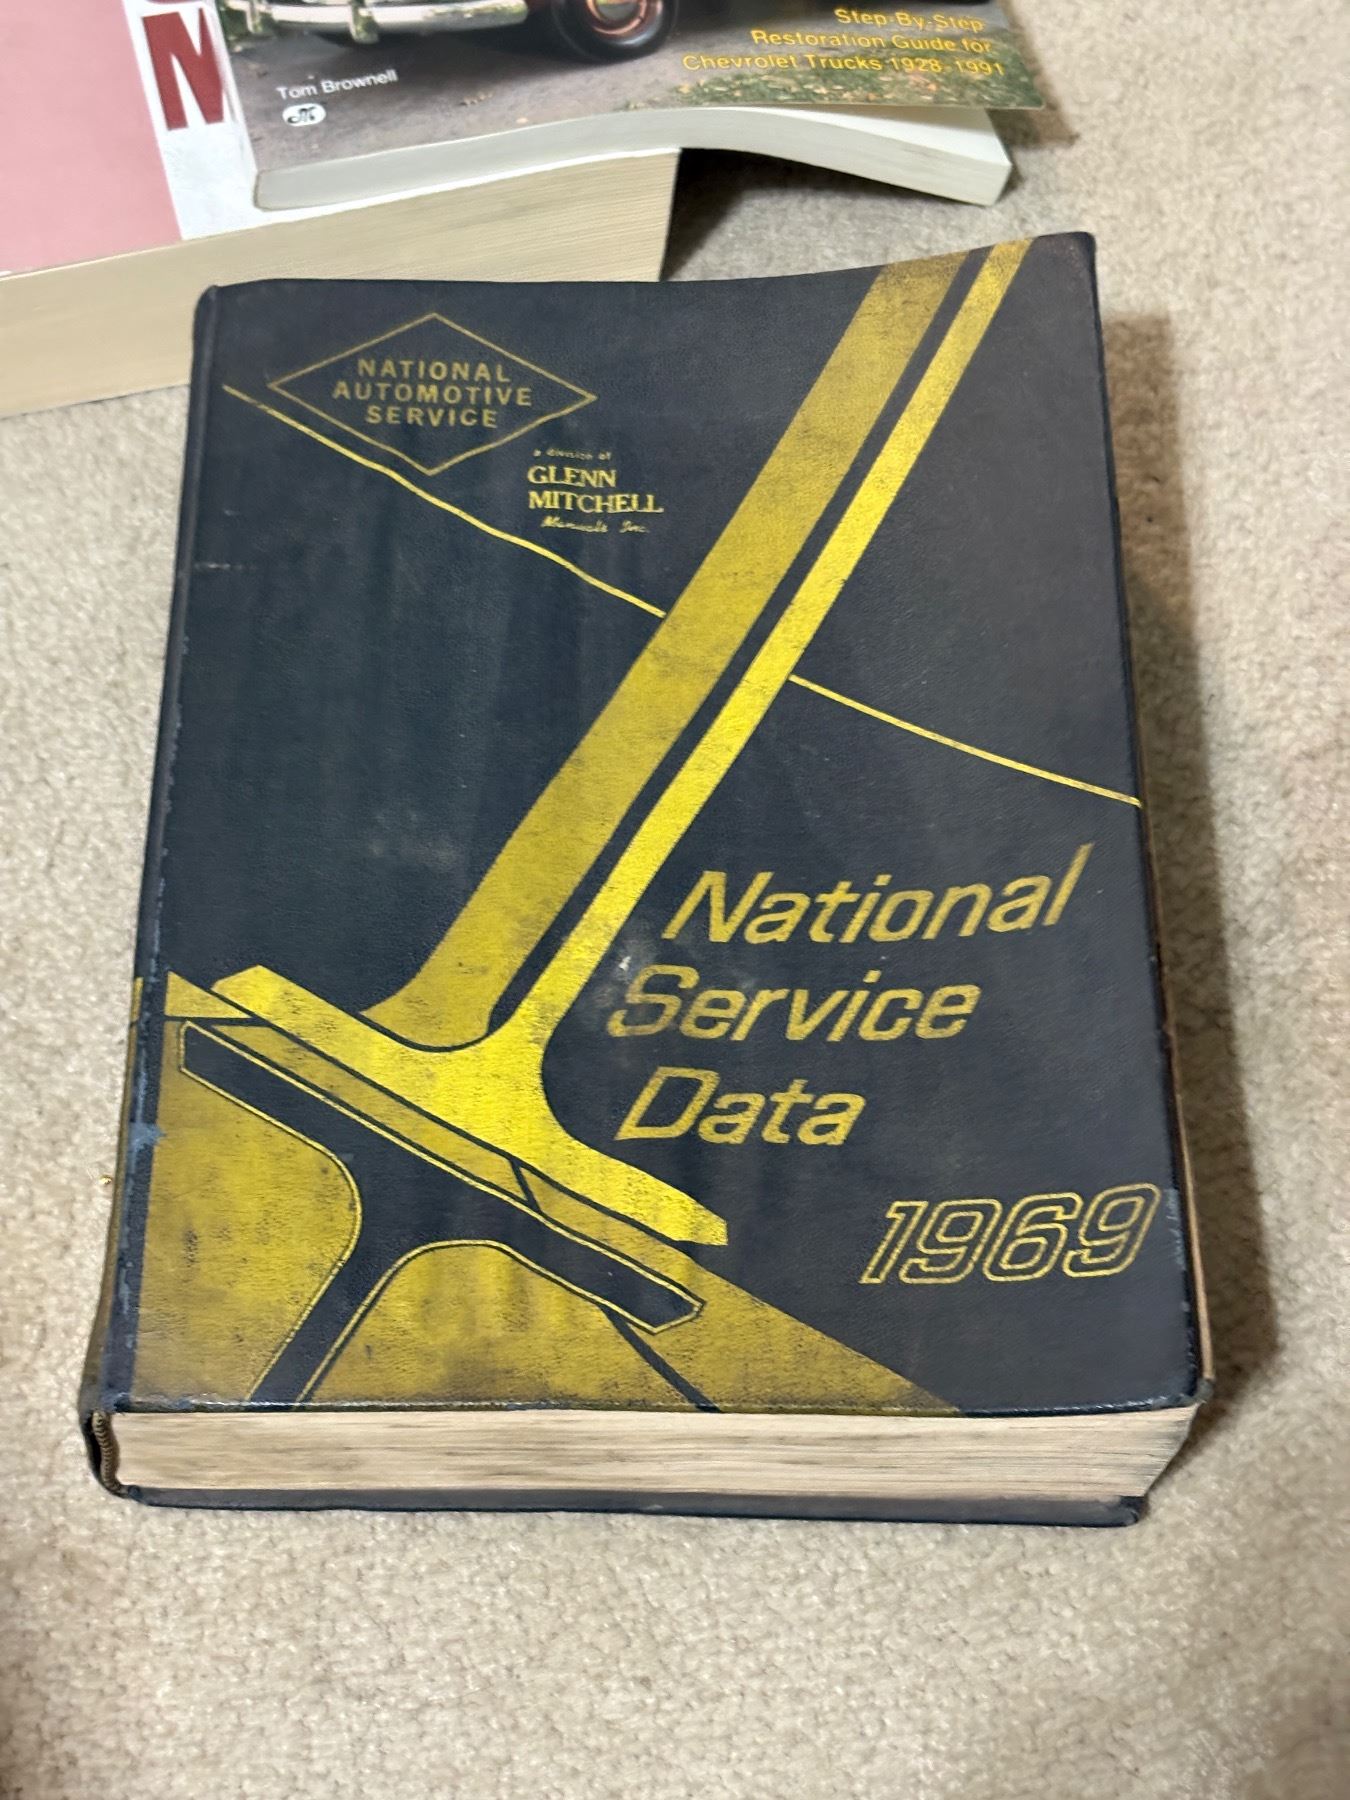 M
Tom Brownell
Step-By-Step
Restoration Guide for
Chevrolet Trucks 1928-1991
NATIONAL
AUTOMOTIVE
SERVICE
a division of
GLENN
MITCHELL
Manuals Inc.
National
Service
Data
1969